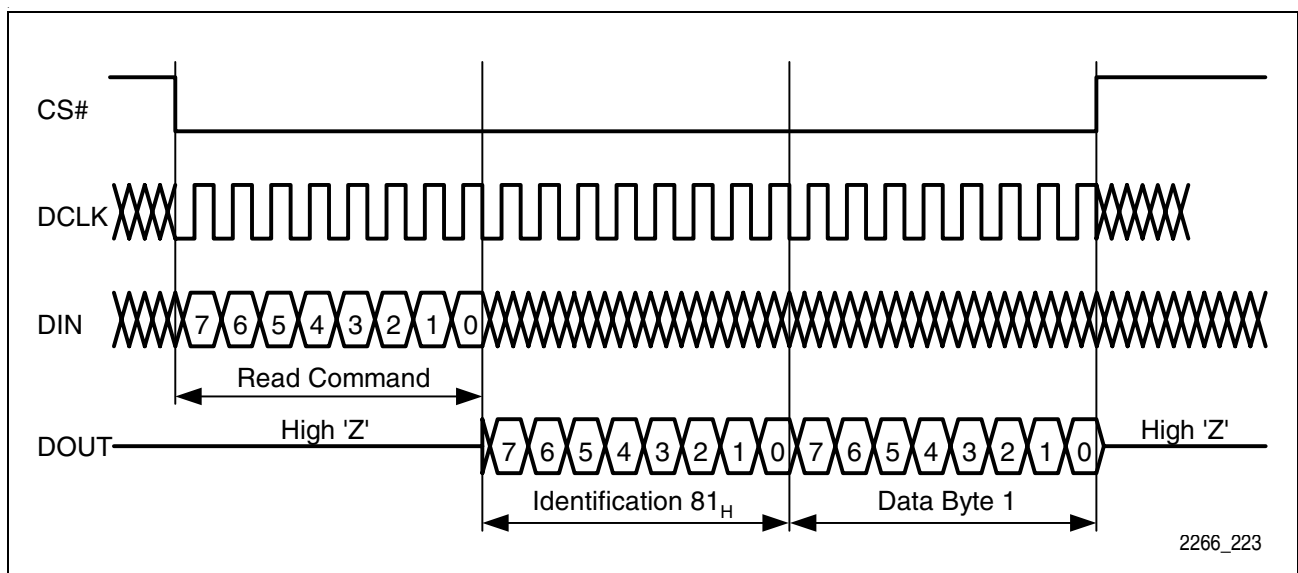 CS#
DCLK
DIN 7 6 5 4 3 2 1 0
Read Command
DOUT High 'Z' 7 6 5 4 3 2 1 0 7 6 5 4 3 2 1 0 High 'Z'
Identification 81H Data Byte 1
2266_223